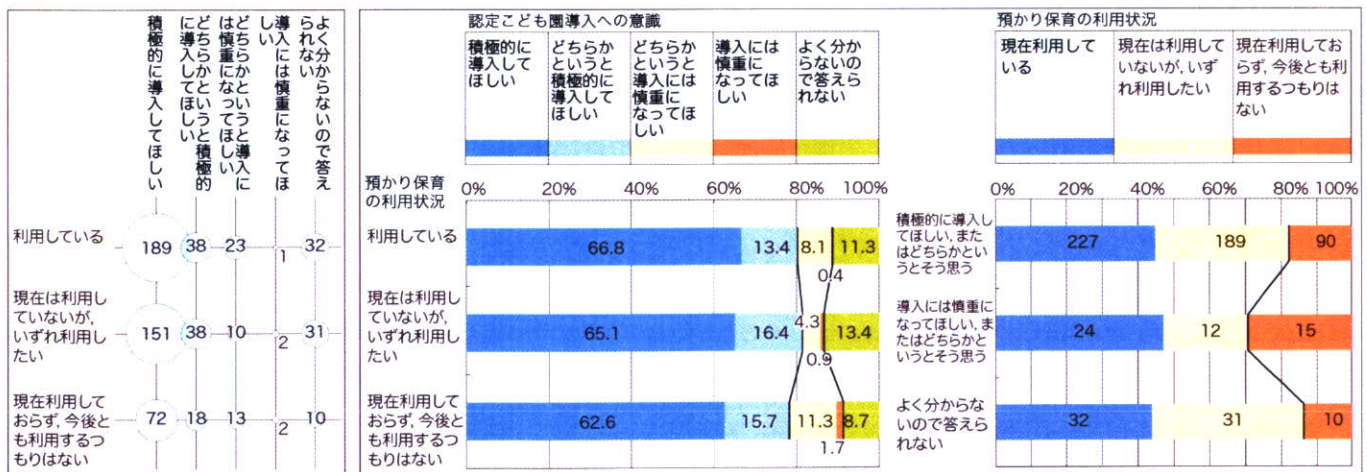 よく分からないので答え
られない
導入には慎重になってほ
しい
どちらかというと導入に
は慎重になってほしい
どちらかというと積極的
に導入してほしい
積極的に導入してほしい
利用している
189
38
23
1
32
現在は利用し
ていないが,
いずれ利用し
たい
151
38
10
2
31
現在利用して
おらず, 今後と
も利用するつ
もりはない
72
18
13
2
10
認定こども園導入への意識
積極的に
導入して
ほしい
どちらか
というと
積極的に
導入して
ほしい
どちらか
というと
導入には
慎重に
なってほ
しい
導入には
慎重に
なってほ
しい
よく分か
らないの
で答えら
れない
預かり保育
の利用状況
0%
20%
40%
60%
80%
100%
利用している
66.8
13.4
8.1
0.4
11.3
現在は利用し
ていないが,
いずれ利用し
たい
65.1
16.4
4.3
0.9
13.4
現在利用して
おらず, 今後と
も利用するつ
もりはない
62.6
15.7
11.3
1.7
8.7
預かり保育の利用状況
現在利用して
いる
現在は利用して
いないが, いず
れ利用したい
現在利用してお
らず, 今後とも利
用するつもりは
ない
0%
20%
40%
60%
80%
100%
積極的に導入し
てほしい, また
はどちらかとい
うとそう思う
227
189
90
導入には慎重に
なってほしい, ま
たはどちらかと
いうとそう思う
24
12
15
よく分から
ないので答え
られない
32
31
10